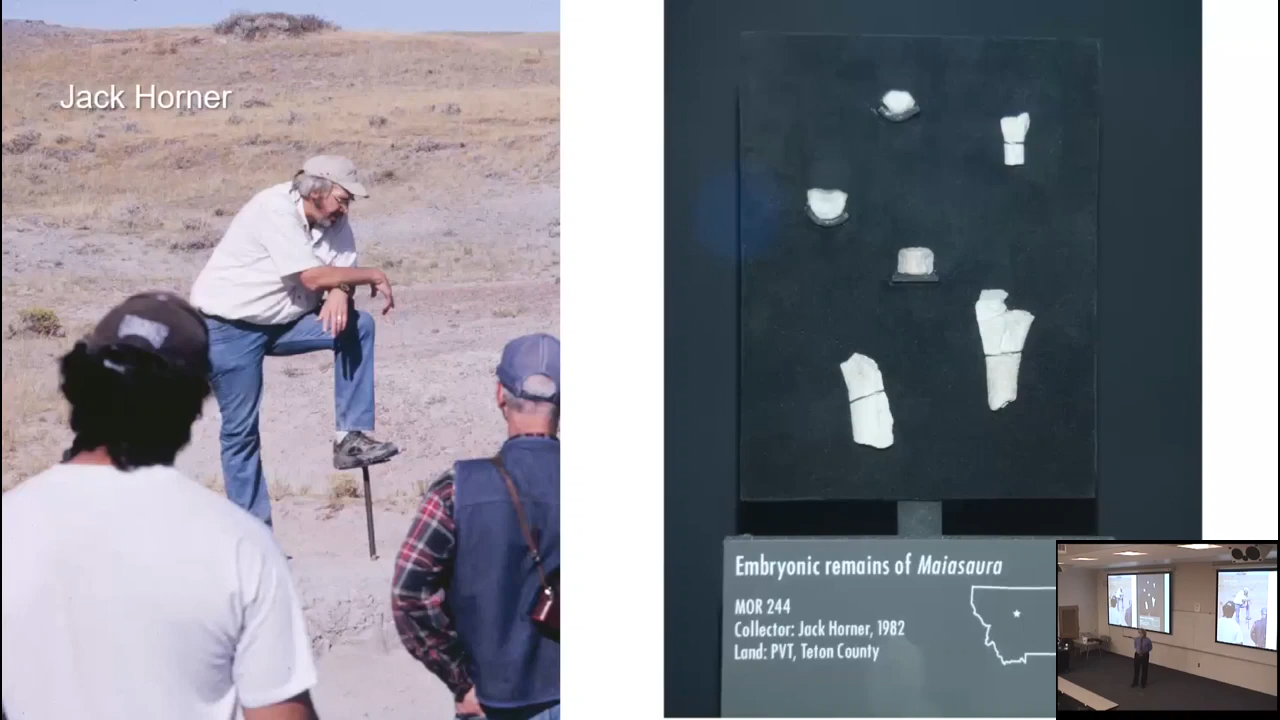 Jack Horner
Embryonic remains of Maiasaura
MOR 244
Collector: Jack Horner, 1982
Land: PVT, Teton County